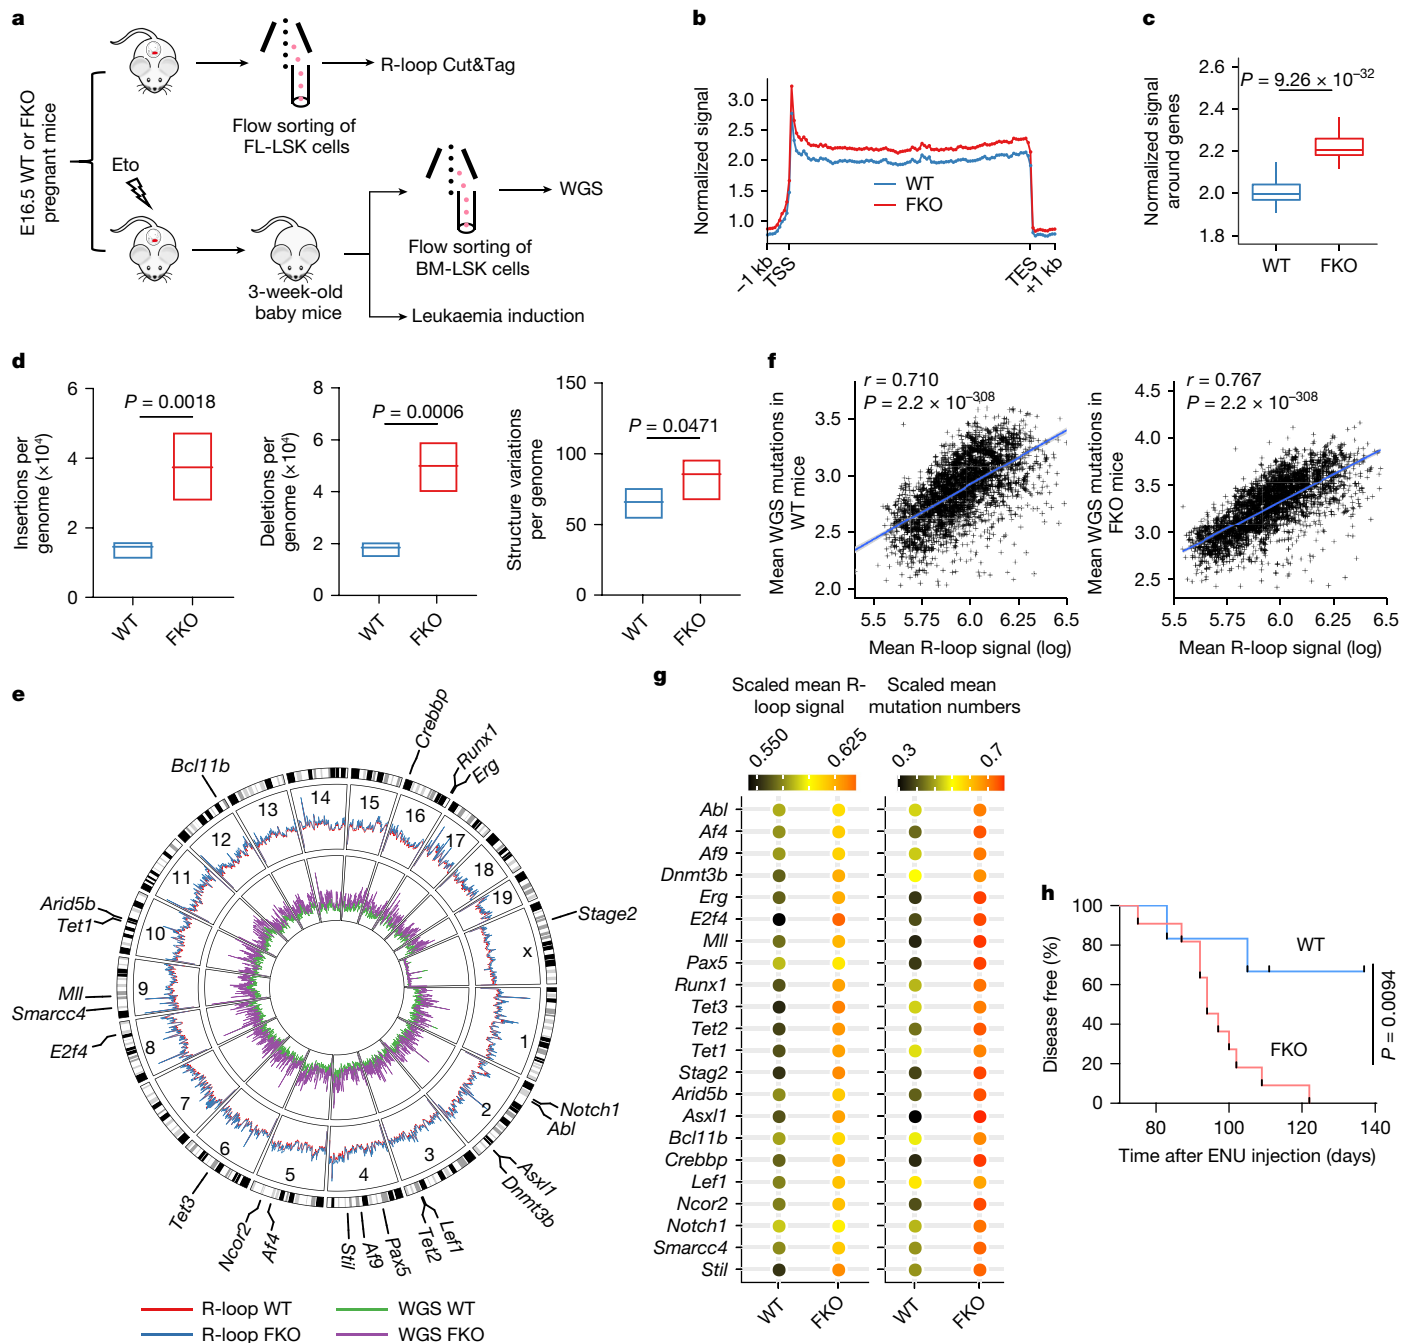 a
E16.5 WT or FKO
pregnant mice
Eto
Flow sorting of
FL-LSK cells
R-loop Cut&Tag
3-week-old
baby mice
Flow sorting of
BM-LSK cells
WGS
Leukaemia induction
b
Normalized signal
3.0
2.5
2.0
1.5
1.0
WT
FKO
−1 kb
TSS
TES
+1 kb
c
Normalized signal
around genes
2.6
2.4
2.2
2.0
1.8
P = 9.26 × 10−32
WT
FKO
d
Insertions per
genome (×10⁴)
6
4
2
0
P = 0.0018
WT
FKO
Deletions per
genome (×10⁴)
8
6
4
2
0
P = 0.0006
WT
FKO
Structure variations
per genome
150
100
50
0
P = 0.0471
WT
FKO
f
Mean WGS mutations in
WT mice
r = 0.710
P = 2.2 × 10−308
3.5
3.0
2.5
2.0
5.5
5.75
6.0
6.25
6.5
Mean R-loop signal (log)
Mean WGS mutations in
FKO mice
r = 0.767
P = 2.2 × 10−308
4.5
4.0
3.5
3.0
2.5
5.5
5.75
6.0
6.25
6.5
Mean R-loop signal (log)
e
Crebbp
Runx1
Erg
Bcl11b
Arid5b
Tet1
Stage2
Mll
Smarcc4
E2f4
Notch1
Abl
Asxl1
Dnmt3b
Tet3
Ncor2
Af4
Stil
Af9
Pax5
Tet2
Lef1
1
2
3
4
5
6
7
8
9
10
11
12
13
14
15
16
17
18
19
x
R-loop WT
R-loop FKO
WGS WT
WGS FKO
g
Scaled mean R-
loop signal
0.550
0.625
Scaled mean
mutation numbers
0.3
0.7
Abl
Af4
Af9
Dnmt3b
Erg
E2f4
Mll
Pax5
Runx1
Tet3
Tet2
Tet1
Stag2
Arid5b
Asxl1
Bcl11b
Crebbp
Lef1
Ncor2
Notch1
Smarcc4
Stil
WT
FKO
WT
FKO
h
Disease free (%)
100
80
60
40
20
0
WT
FKO
P = 0.0094
80
100
120
140
Time after ENU injection (days)